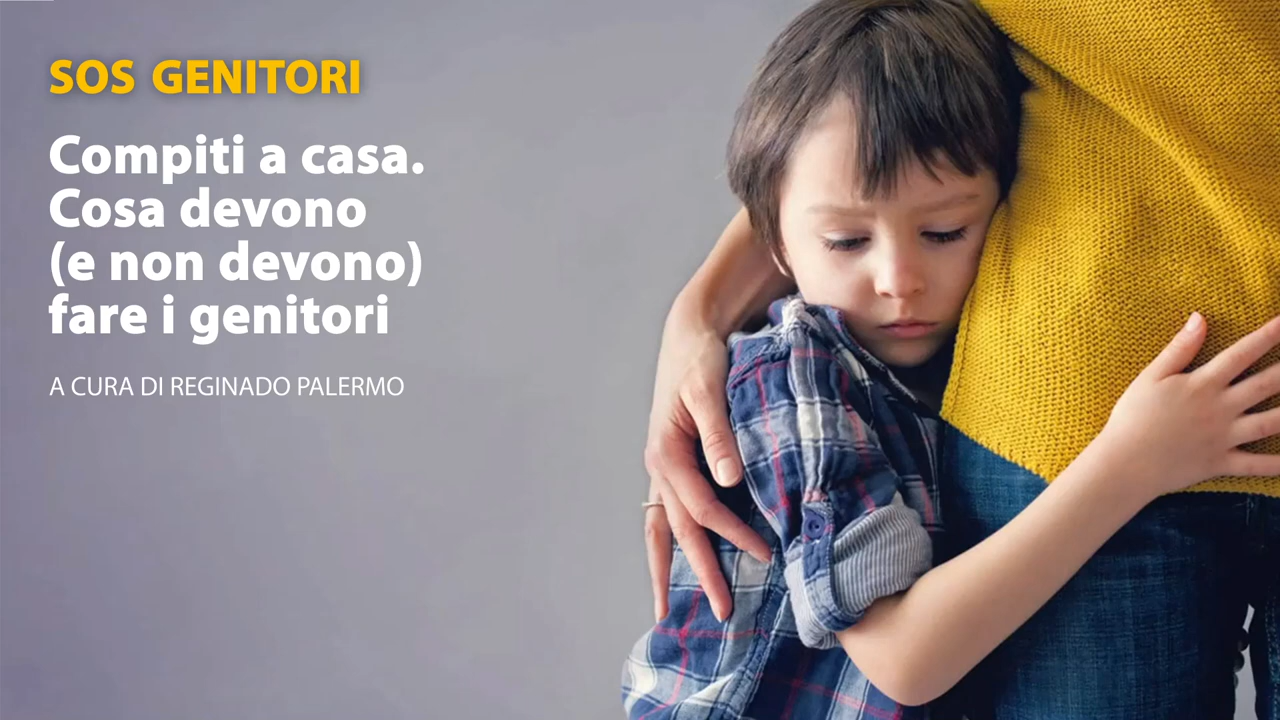 SOS GENITORI
Compiti a casa.
Cosa devono
(e non devono)
fare i genitori
A CURA DI REGINADO PALERMO